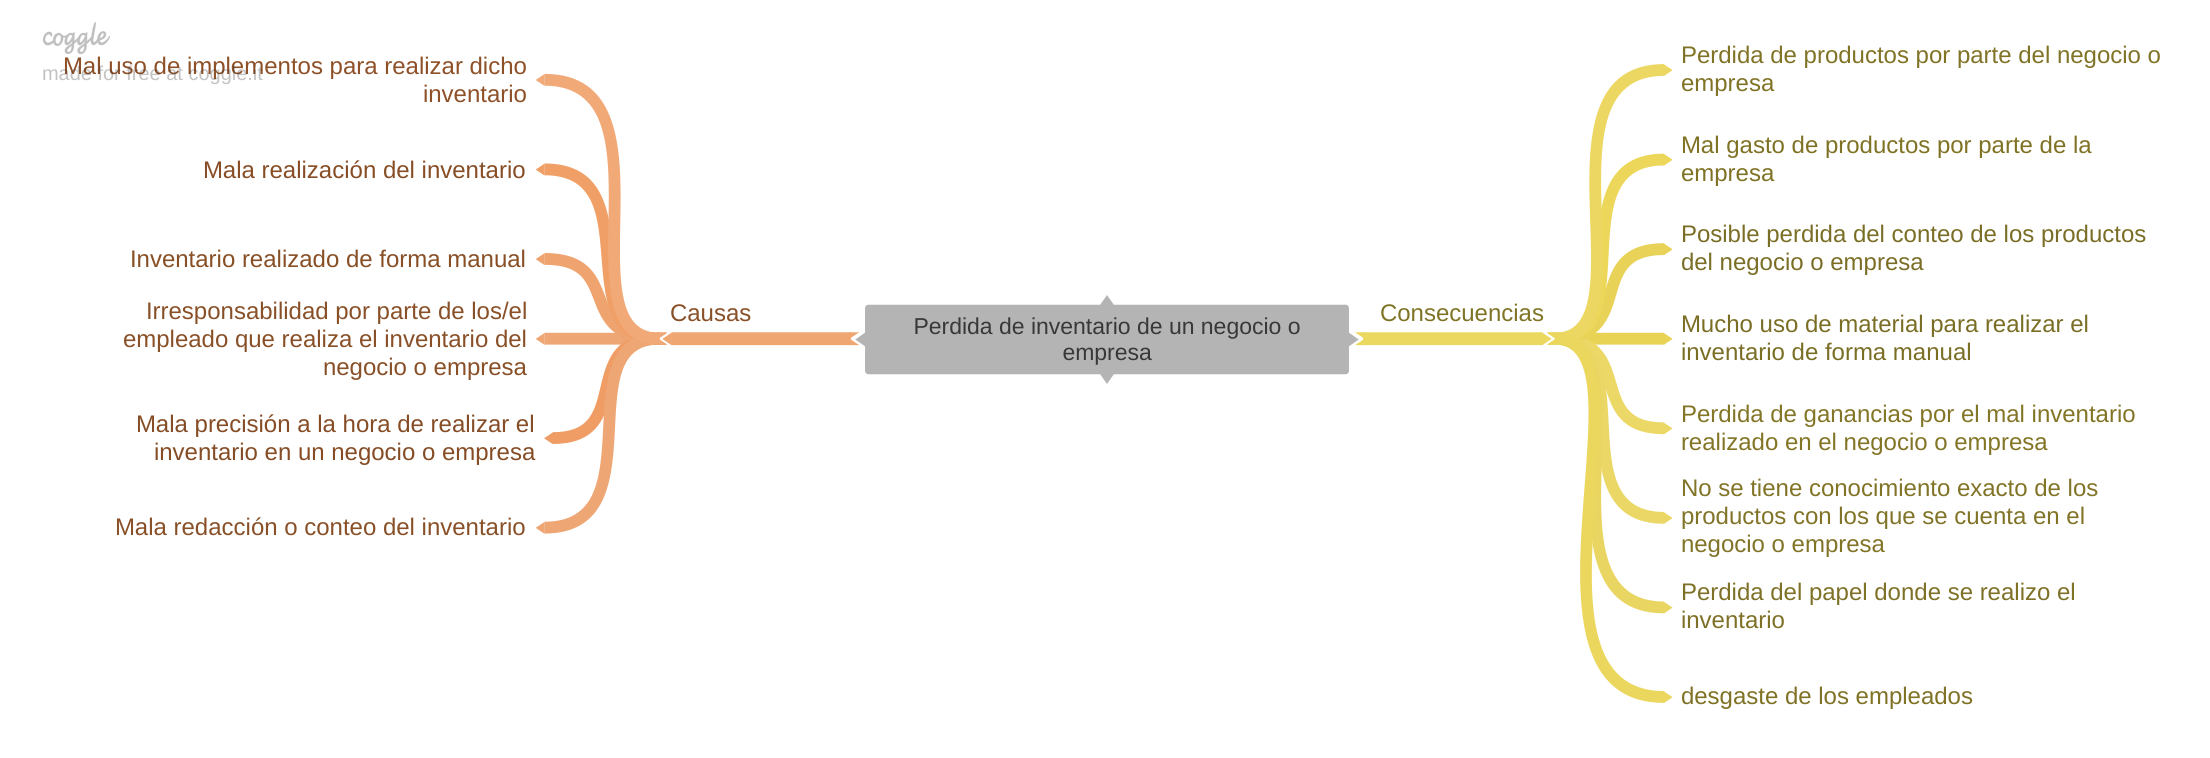 coggle
made for free at coggle.it
Mal uso de implementos para realizar dicho
inventario
Mala realización del inventario
Inventario realizado de forma manual
Irresponsabilidad por parte de los/el
empleado que realiza el inventario del
negocio o empresa
Mala precisión a la hora de realizar el
inventario en un negocio o empresa
Mala redacción o conteo del inventario
Causas
Perdida de inventario de un negocio o
empresa
Consecuencias
Perdida de productos por parte del negocio o
empresa
Mal gasto de productos por parte de la
empresa
Posible perdida del conteo de los productos
del negocio o empresa
Mucho uso de material para realizar el
inventario de forma manual
Perdida de ganancias por el mal inventario
realizado en el negocio o empresa
No se tiene conocimiento exacto de los
productos con los que se cuenta en el
negocio o empresa
Perdida del papel donde se realizo el
inventario
desgaste de los empleados